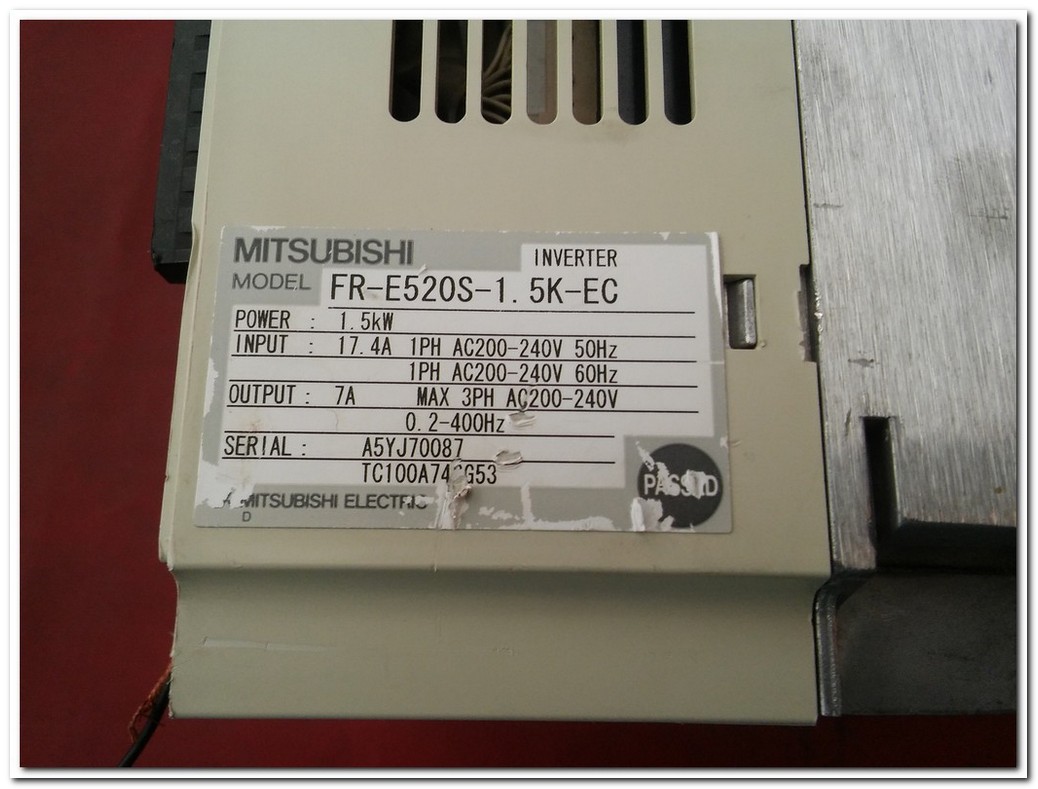 MITSUBISHI INVERTER
MODEL FR-E520S-1.5K-EC
POWER : 1.5kW
INPUT : 17.4A 1PH AC200-240V 50Hz
1PH AC200-240V 60Hz
OUTPUT : 7A MAX 3PH AC200-240V
0.2-400Hz
SERIAL : A5YJ70087
MITSUBISHI ELECTRIC
D
PASSED